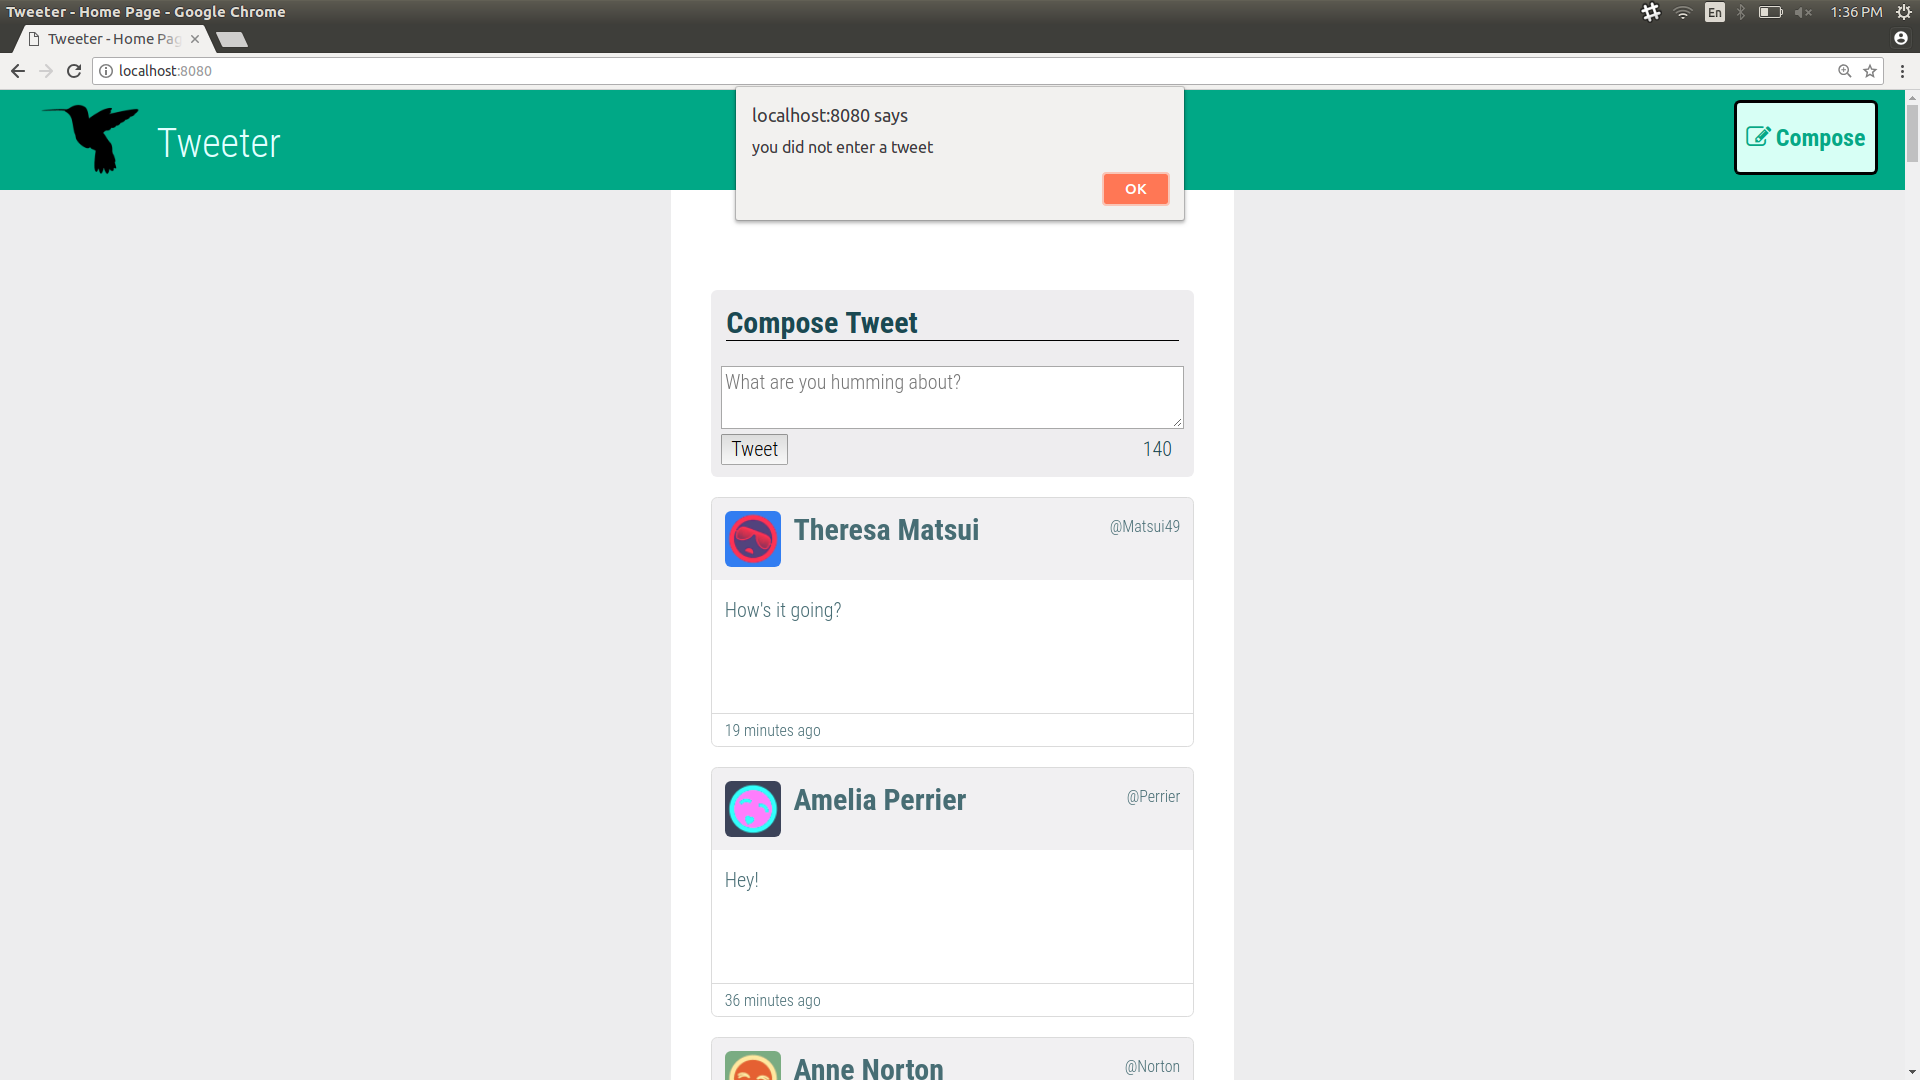 Tweeter - Home Page - Google Chrome
En
1:36 PM
Tweeter - Home Pag
localhost:8080
Tweeter
localhost:8080 says
you did not enter a tweet
OK
Compose
Compose Tweet
What are you humming about?
Tweet
140
Theresa Matsui
@Matsui49
How's it going?
19 minutes ago
Amelia Perrier
@Perrier
Hey!
36 minutes ago
Anne Norton
@Norton